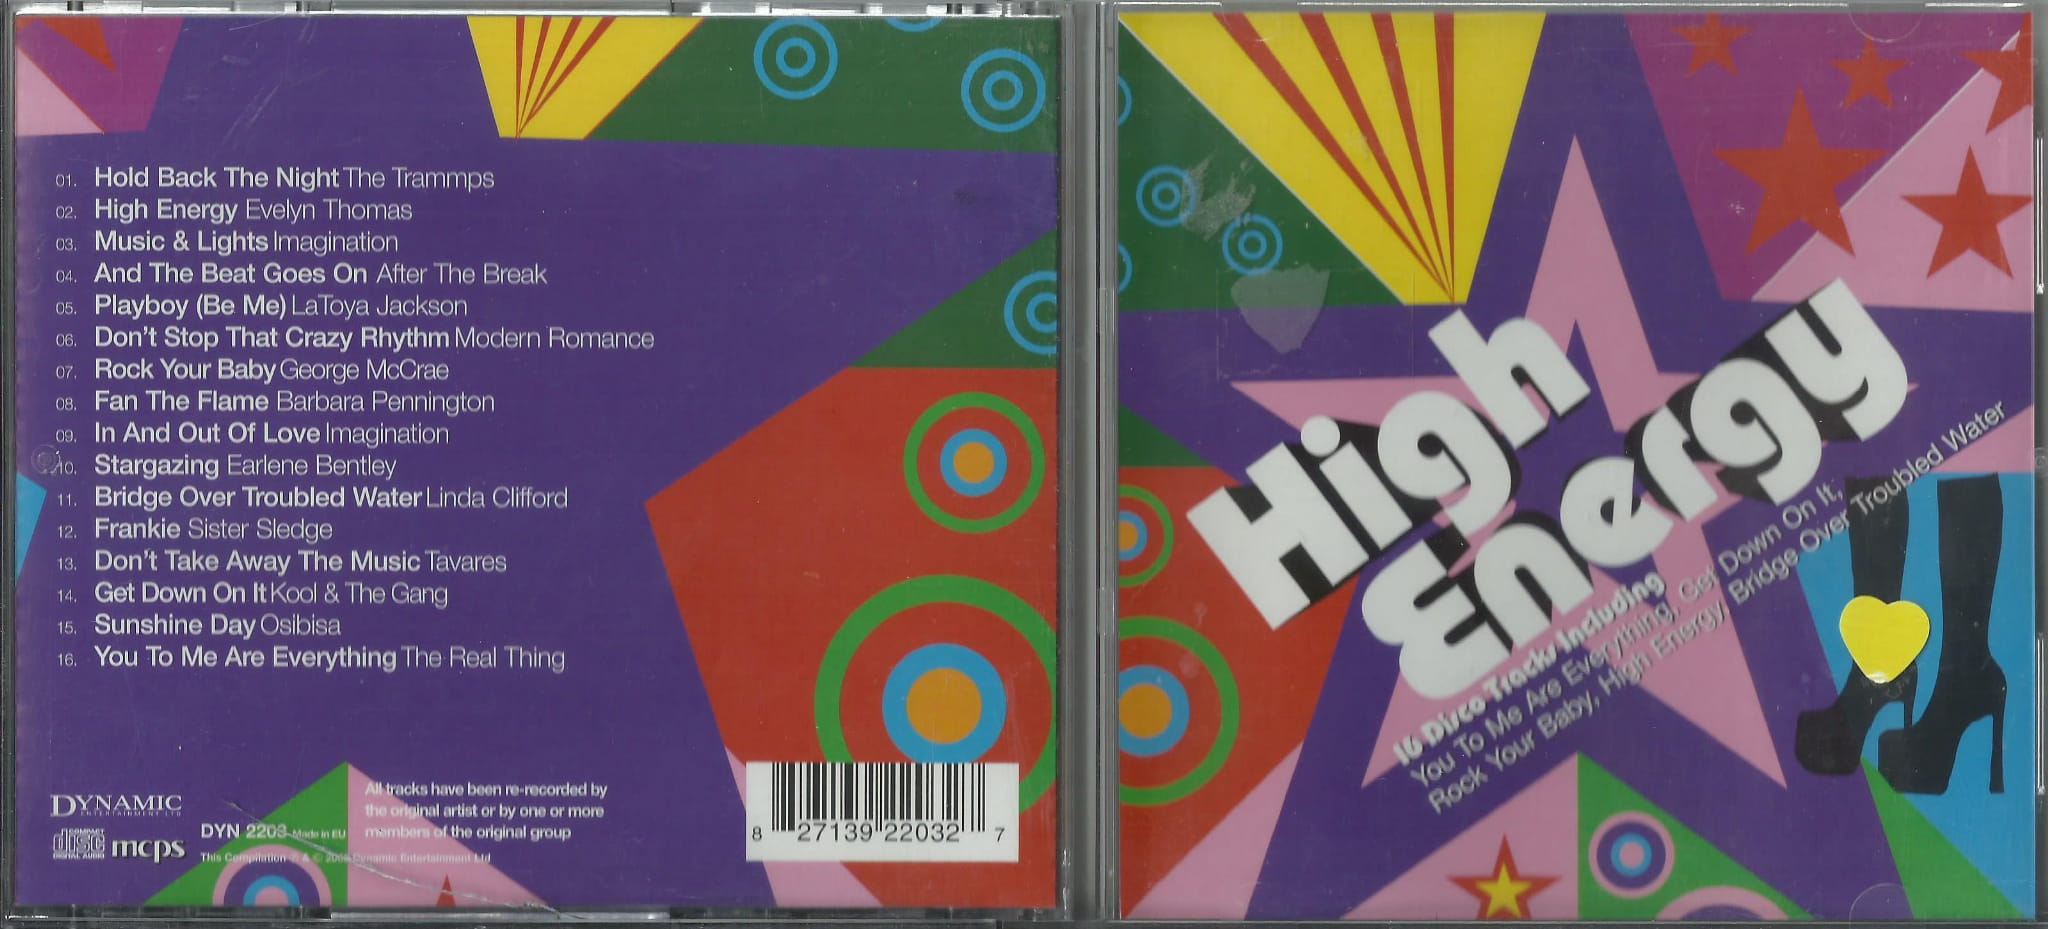 01. Hold Back The Night The Trammps
02. High Energy Evelyn Thomas
03. Music & Lights Imagination
04. And The Beat Goes On After The Break
05. Playboy (Be Me) LaToya Jackson
06. Don't Stop That Crazy Rhythm Modern Romance
07. Rock Your Baby George McCrae
08. Fan The Flame Barbara Pennington
09. In And Out Of Love Imagination
10. Stargazing Earlene Bentley
11. Bridge Over Troubled Water Linda Clifford
12. Frankie Sister Sledge
13. Don't Take Away The Music Tavares
14. Get Down On It Kool & The Gang
15. Sunshine Day Osibisa
16. You To Me Are Everything The Real Thing
DYNAMIC
ENTERTAINMENT LTD
COMPACT
disc
DIGITAL AUDIO
mcps
DYN 2203 Made in EU
This Compilation ℗ & © Dynamic Entertainment Ltd
All tracks have been re-recorded by
the original artist or by one or more
members of the original group
8 27139 22032 7
High
Energy
16 Disco Tracks Including
You To Me Are Everything, Get Down On It,
Rock Your Baby, High Energy, Bridge Over Troubled Water